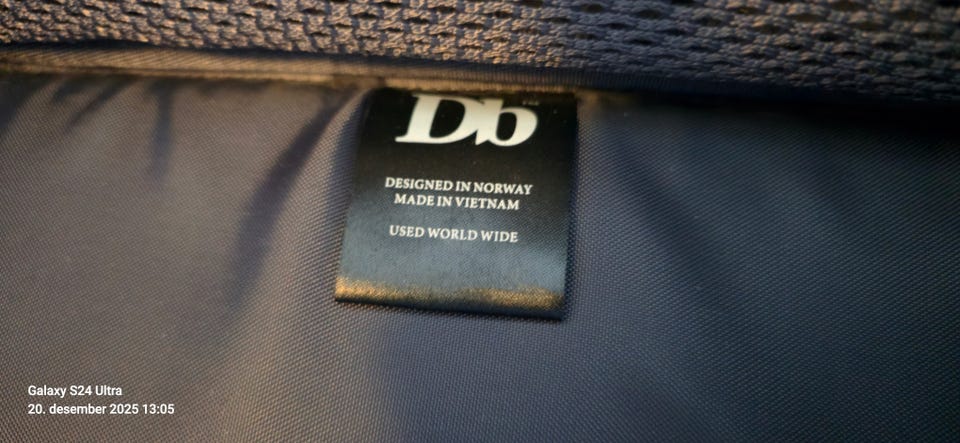 Db
DESIGNED IN NORWAY
MADE IN VIETNAM
USED WORLD WIDE
Galaxy S24 Ultra
20. desember 2025 13:05